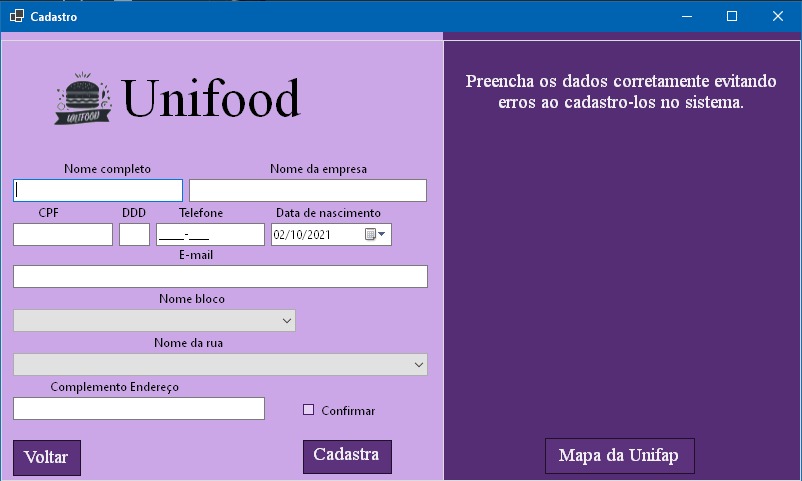 Cadastro
UNIFOOD
Unifood
Preencha os dados corretamente evitando
erros ao cadastro-los no sistema.
Nome completo
Nome da empresa
CPF
DDD
Telefone
Data de nascimento
____-___
02/10/2021
E-mail
Nome bloco
Nome da rua
Complemento Endereço
Confirmar
Voltar
Cadastra
Mapa da Unifap